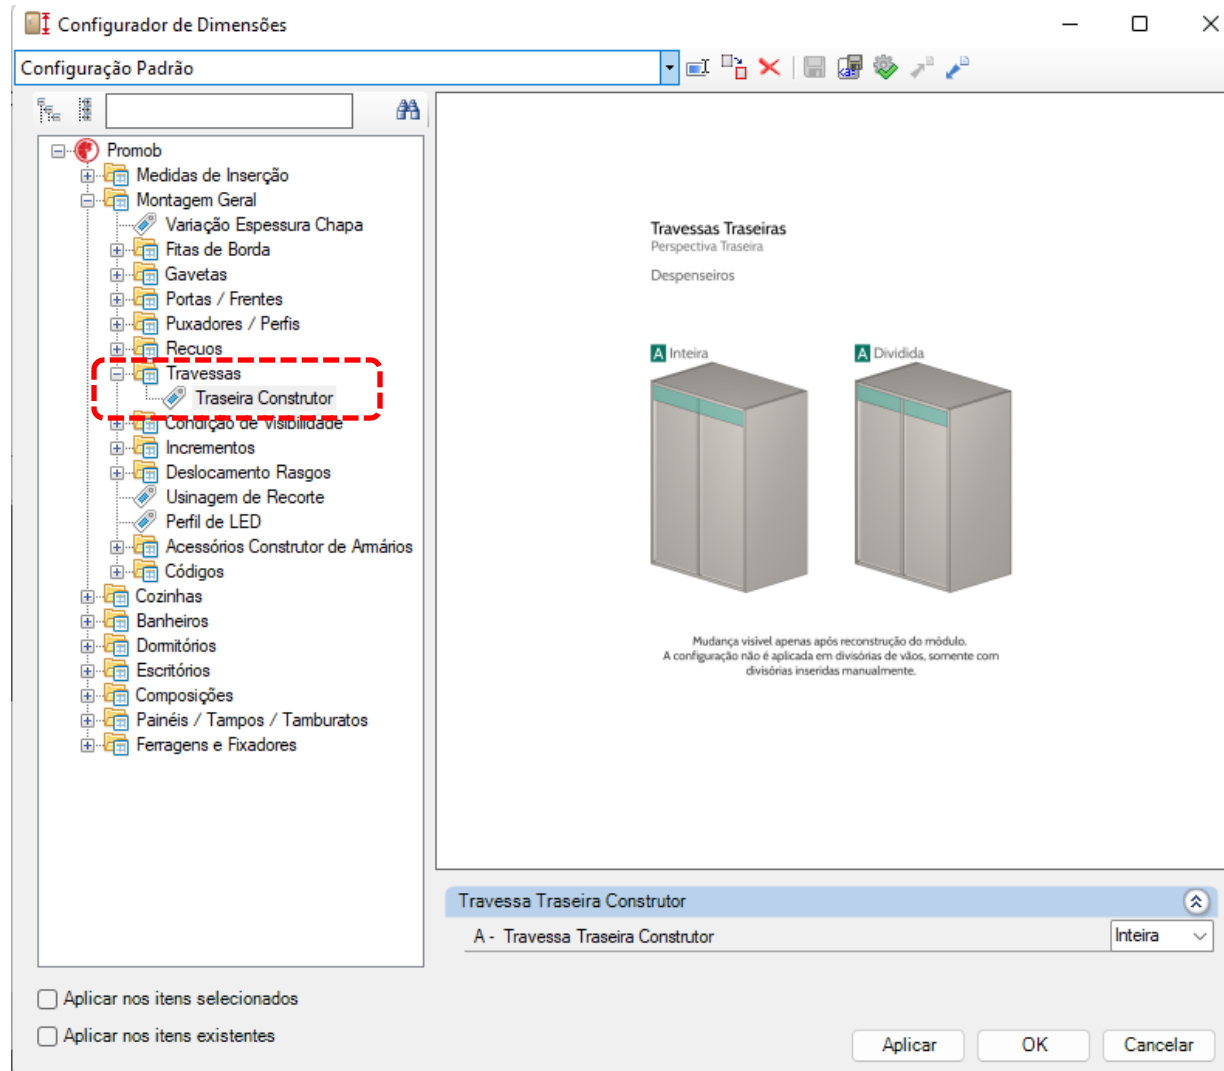 Configurador de Dimensões
Configuração Padrão
Promob
Medidas de Inserção
Montagem Geral
Variação Espessura Chapa
Fitas de Borda
Gavetas
Portas / Frentes
Puxadores / Perfis
Recuos
Travessas
Traseira Construtor
Condição de Visibilidade
Incrementos
Deslocamento Rasgos
Usinagem de Recorte
Perfil de LED
Acessórios Construtor de Armários
Códigos
Cozinhas
Banheiros
Dormitórios
Escritórios
Composições
Painéis / Tampos / Tamburatos
Ferragens e Fixadores
Travessas Traseiras
Perspectiva Traseira
Despenseiros
A Inteira
A Dividida
Mudança visível apenas após reconstrução do módulo.
A configuração não é aplicada em divisórias de vãos, somente com
divisórias inseridas manualmente.
Travessa Traseira Construtor
A - Travessa Traseira Construtor
Inteira
Aplicar nos itens selecionados
Aplicar nos itens existentes
Aplicar
OK
Cancelar